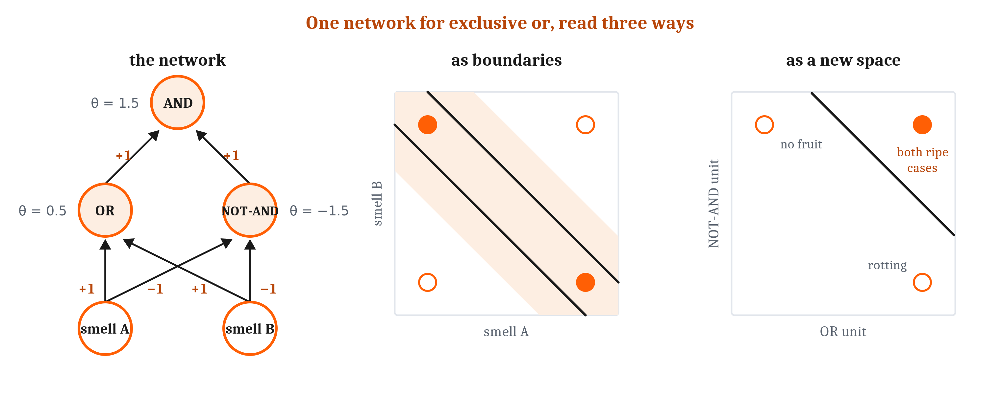 One network for exclusive or, read three ways
the network
θ = 1.5
AND
+1
+1
θ = 0.5
OR
NOT-AND
θ = −1.5
+1
−1
+1
−1
smell A
smell B
as boundaries
smell B
smell A
as a new space
no fruit
both ripe
cases
NOT-AND unit
rotting
OR unit